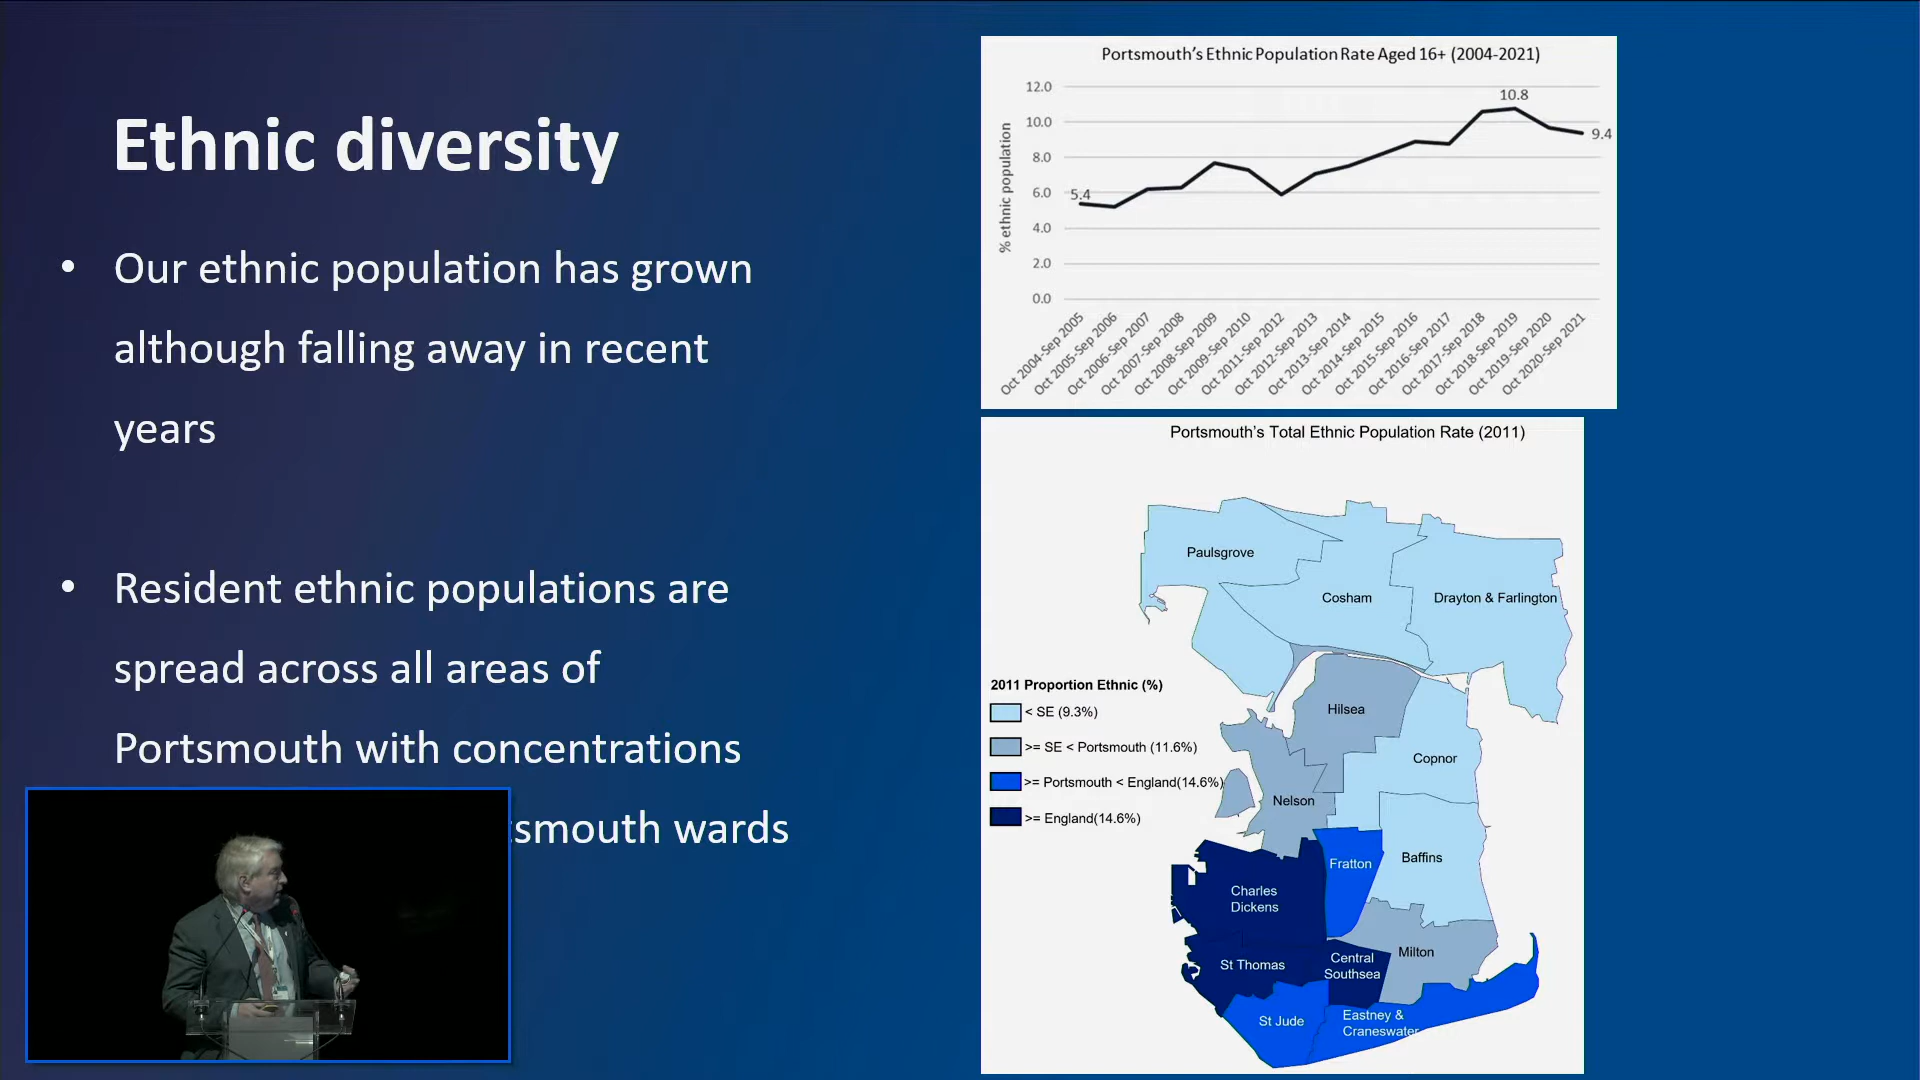 Ethnic diversity
• Our ethnic population has grown
although falling away in recent
years
• Resident ethnic populations are
spread across all areas of
Portsmouth with concentrations
tsmouth wards
Portsmouth's Ethnic Population Rate Aged 16+ (2004-2021)
% ethnic population
12.0
10.0
8.0
6.0
4.0
2.0
0.0
5.4
10.8
9.4
Oct 2004-Sep 2005
Oct 2005-Sep 2006
Oct 2006-Sep 2007
Oct 2007-Sep 2008
Oct 2008-Sep 2009
Oct 2009-Sep 2010
Oct 2011-Sep 2012
Oct 2012-Sep 2013
Oct 2013-Sep 2014
Oct 2014-Sep 2015
Oct 2015-Sep 2016
Oct 2016-Sep 2017
Oct 2017-Sep 2018
Oct 2018-Sep 2019
Oct 2019-Sep 2020
Oct 2020-Sep 2021
Portsmouth's Total Ethnic Population Rate (2011)
2011 Proportion Ethnic (%)
< SE (9.3%)
>= SE < Portsmouth (11.6%)
>= Portsmouth < England(14.6%)
>= England(14.6%)
Paulsgrove
Cosham
Drayton & Farlington
Hilsea
Copnor
Nelson
Fratton
Baffins
Charles
Dickens
Milton
St Thomas
Central
Southsea
St Jude
Eastney &
Craneswater